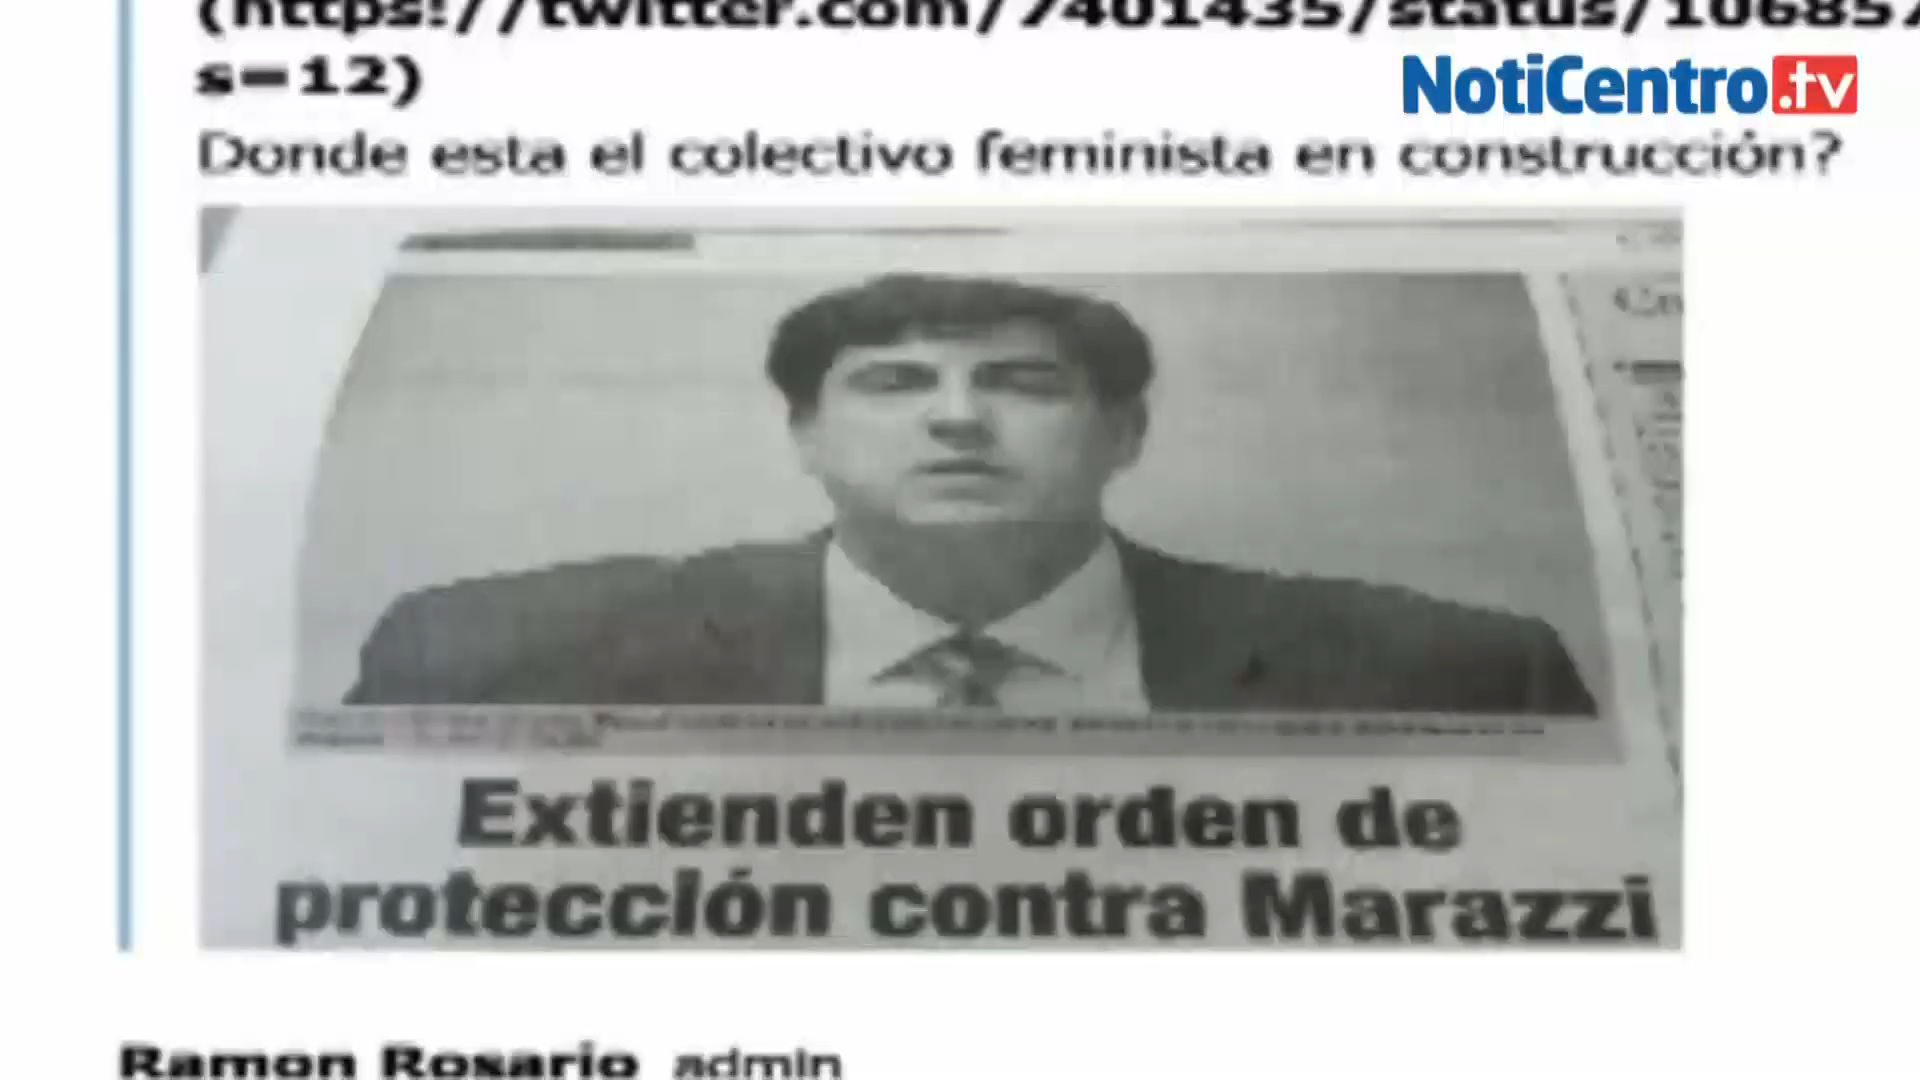 (https://twitter.com/7401435/status/10685
s=12)
NotiCentro.tv
Donde esta el colectivo feminista en construcción?
Extienden orden de
protección contra Marazzi
Ramon Rosario admin